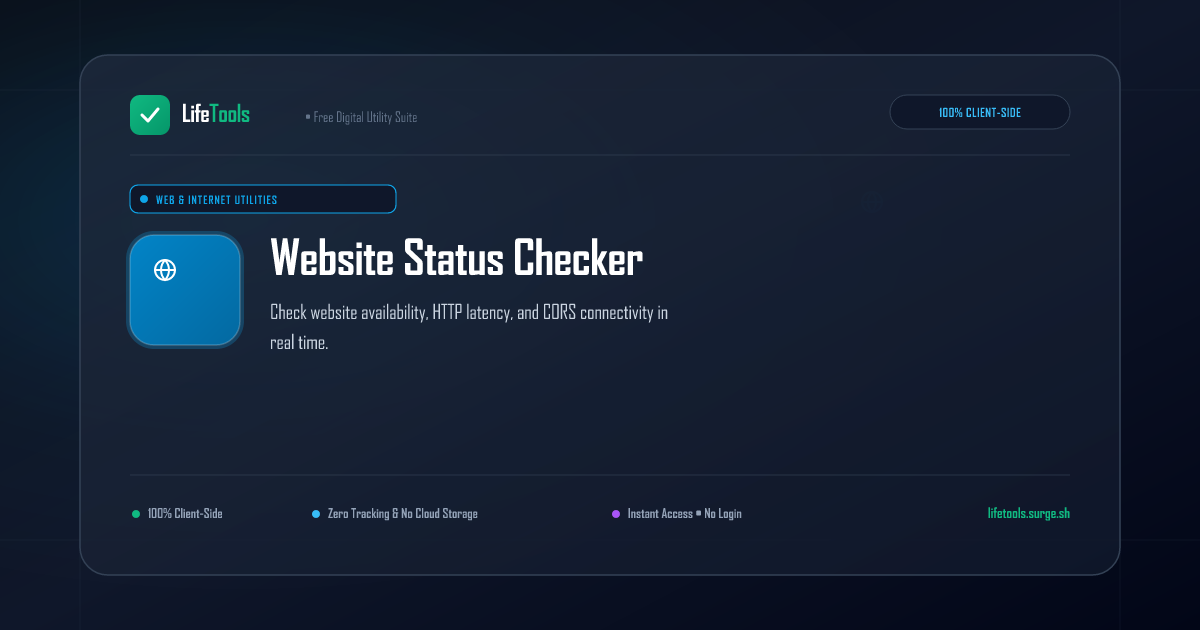 LifeTools
▪ Free Digital Utility Suite
100% CLIENT-SIDE
WEB & INTERNET UTILITIES
Website Status Checker
Check website availability, HTTP latency, and CORS connectivity in
real time.
100% Client-Side
Zero Tracking & No Cloud Storage
Instant Access ▪ No Login
lifetools.surge.sh